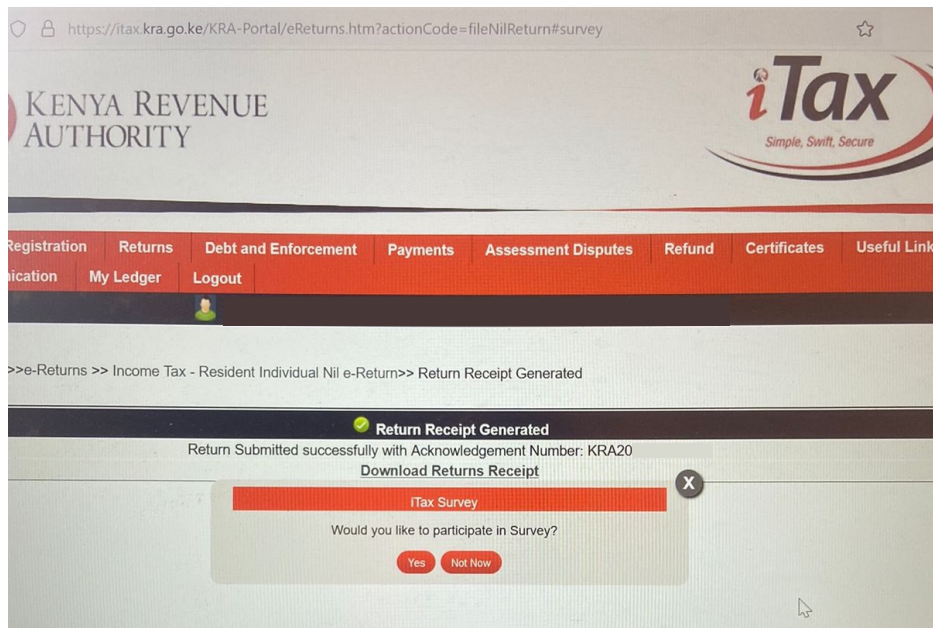 https://itax.kra.go.ke/KRA-Portal/eReturns.htm?actionCode=fileNilReturn#survey
KENYA REVENUE
AUTHORITY
iTax
Simple, Swift, Secure
Registration Returns Debt and Enforcement Payments Assessment Disputes Refund Certificates Useful Link
ication My Ledger Logout
>>e-Returns >> Income Tax - Resident Individual Nil e-Return>> Return Receipt Generated
Return Receipt Generated
Return Submitted successfully with Acknowledgement Number: KRA20
Download Returns Receipt
X
iTax Survey
Would you like to participate in Survey?
Yes Not Now